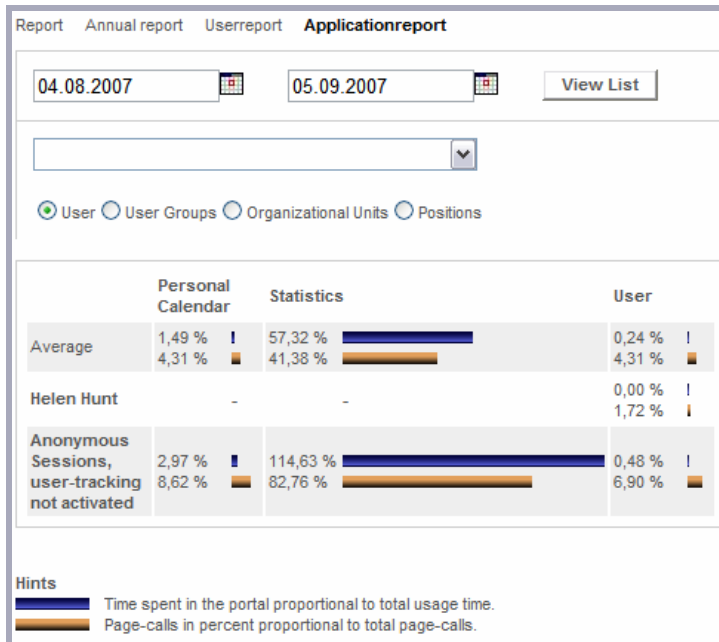 Report Annual report Userreport Applicationreport
04.08.2007 05.09.2007 View List
User User Groups Organizational Units Positions
Personal Calendar Statistics User
Average 1,49 % 57,32 % 0,24 %
4,31 % 41,38 % 4,31 %
Helen Hunt - - 0,00 %
1,72 %
Anonymous
Sessions,
user-tracking
not activated
2,97 % 114,63 % 0,48 %
8,62 % 82,76 % 6,90 %
Hints
Time spent in the portal proportional to total usage time.
Page-calls in percent proportional to total page-calls.